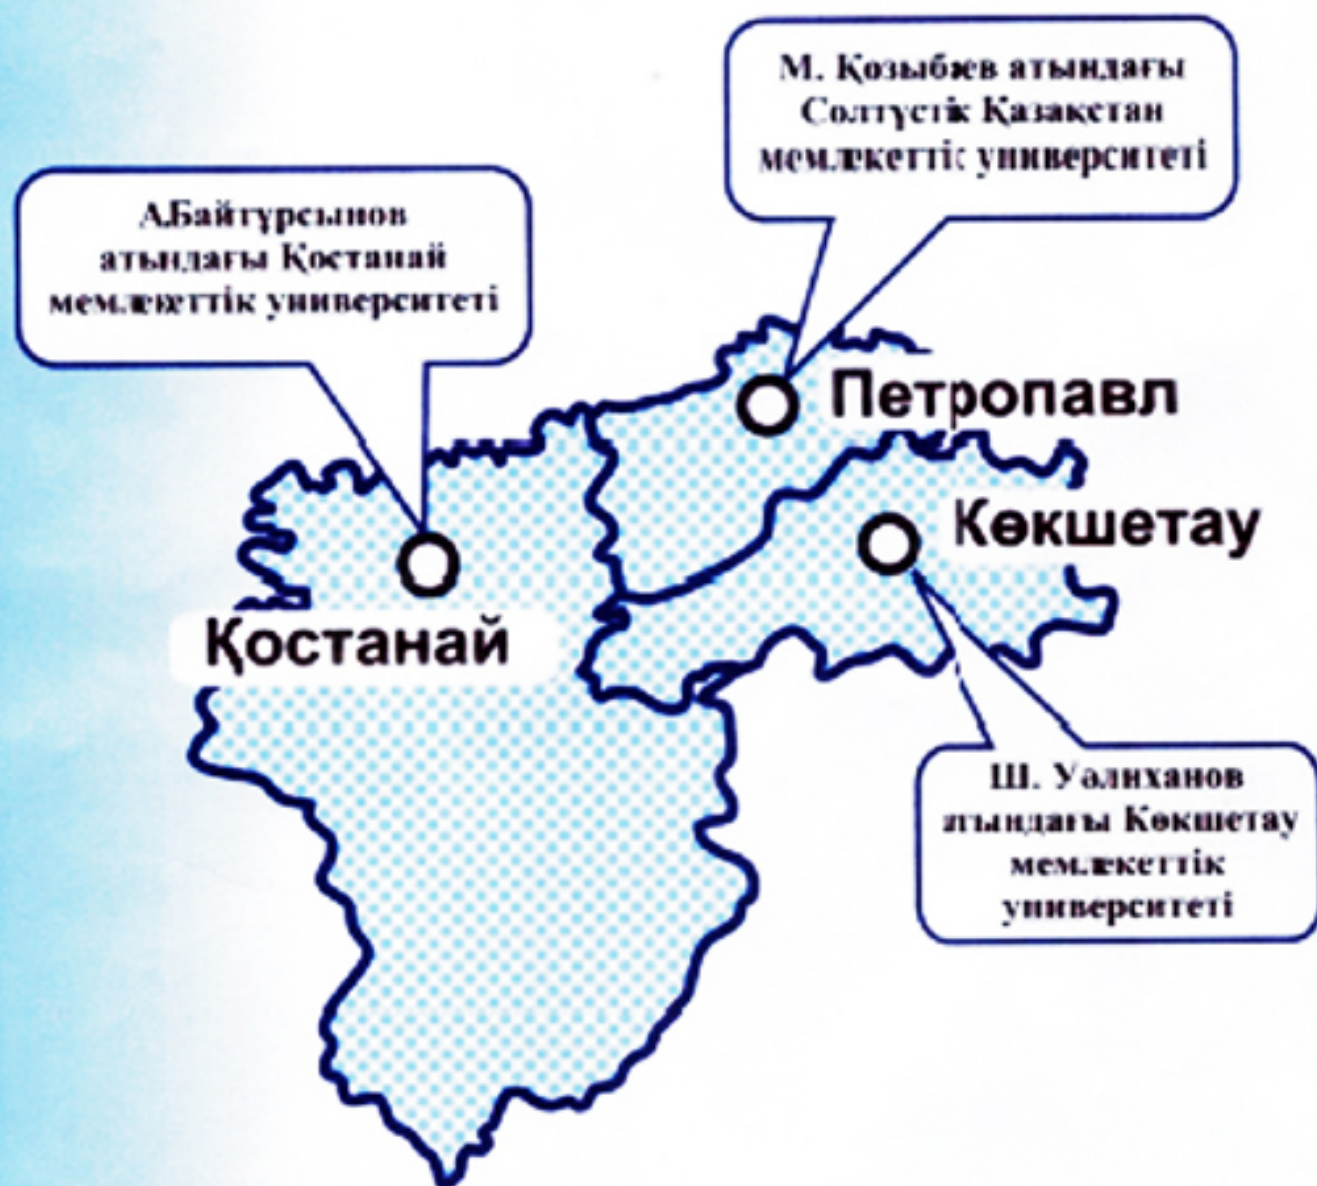 М. Қозыбаев атындағы
Солтүстік Қазақстан
мемлекеттік университеті
А.Байтұрсынов
атындағы Қостанай
мемлекеттік университеті
Петропавл
Көкшетау
Қостанай
Ш. Уәлиханов
атындағы Көкшетау
мемлекеттік
университеті